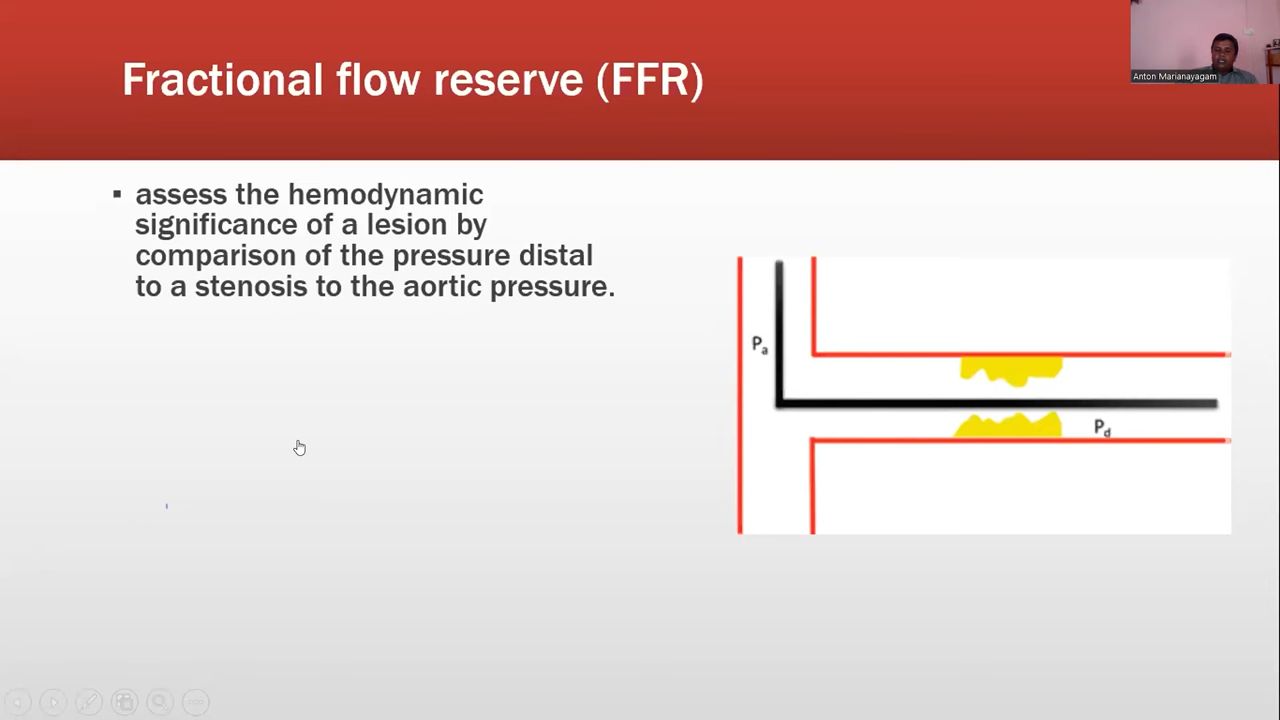 Fractional flow reserve (FFR)
Anton Marianayagam
▪ assess the hemodynamic
significance of a lesion by
comparison of the pressure distal
to a stenosis to the aortic pressure.
Pa
Pd